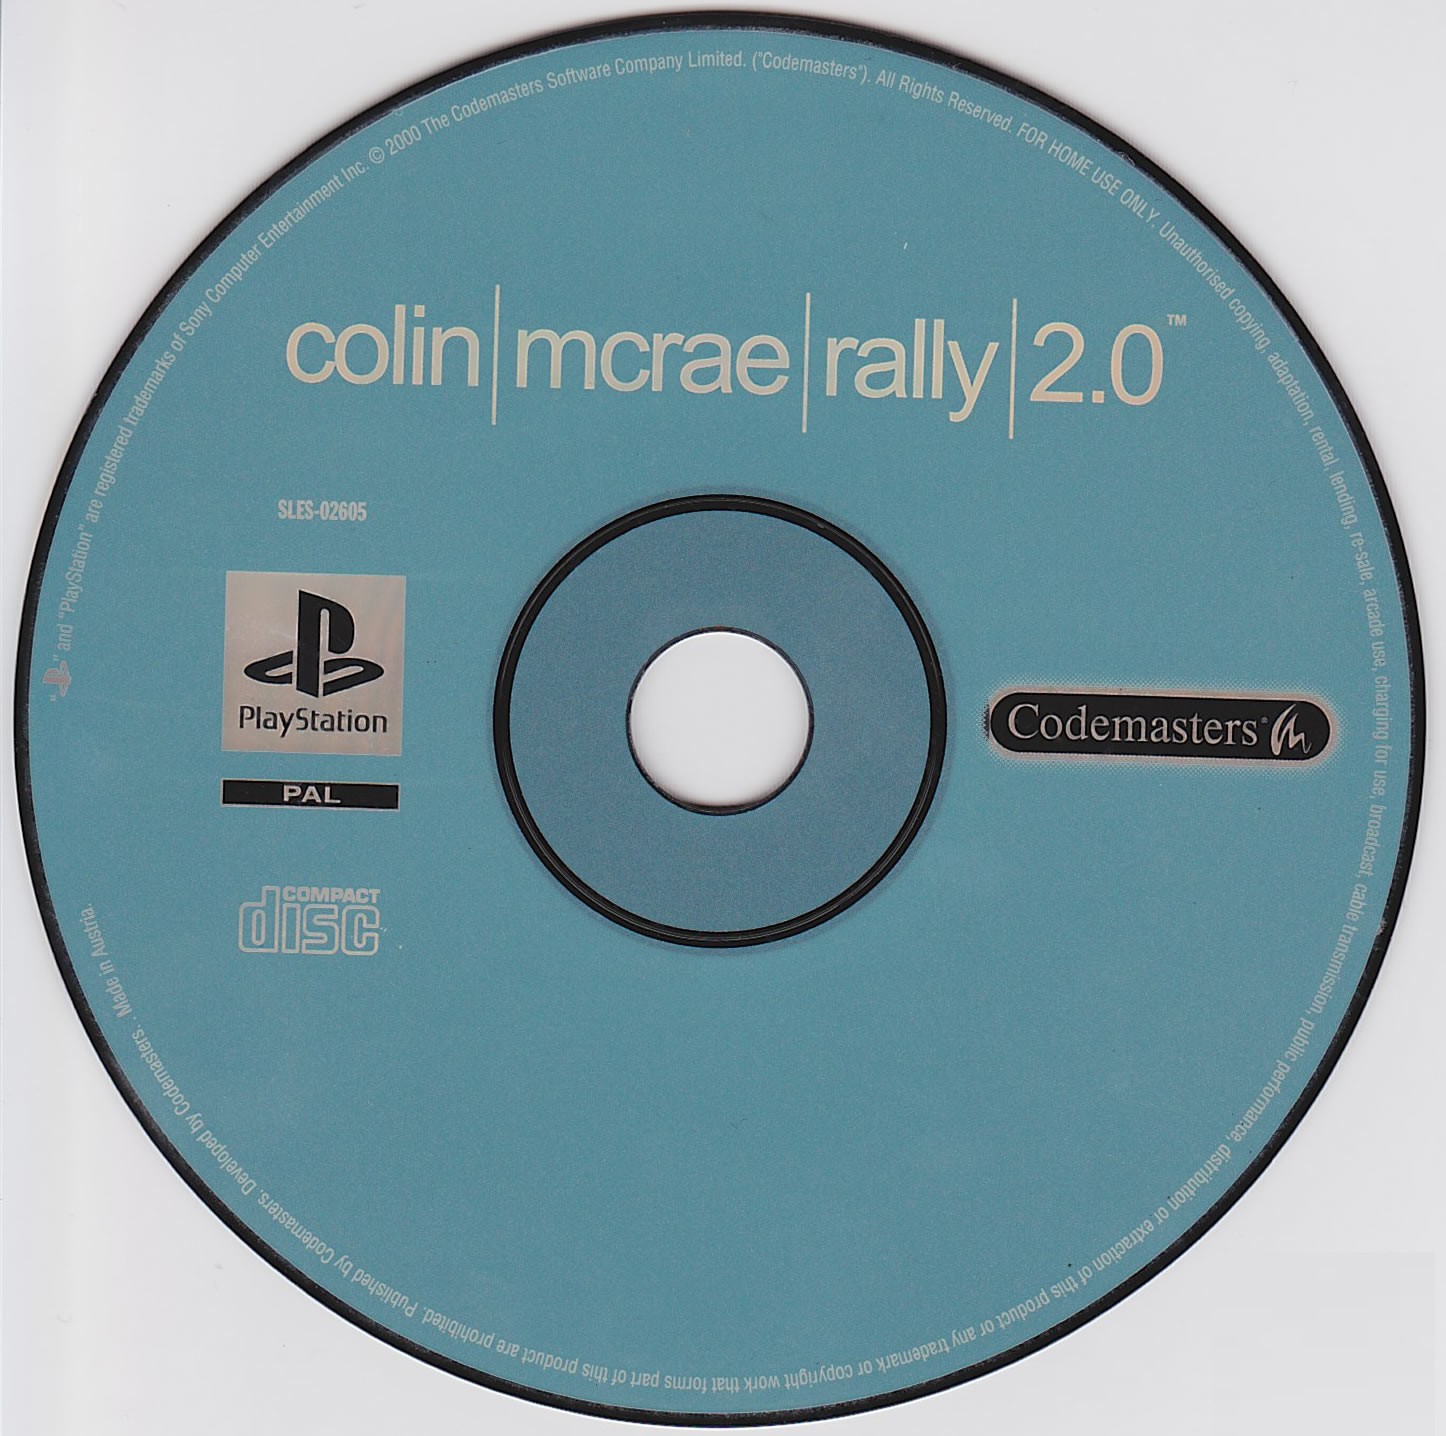 "PS" and "PlayStation" are registered trademarks of Sony Computer Entertainment Inc. © 2000 The Codemasters Software Company Limited. ("Codemasters"). All Rights Reserved. FOR HOME USE ONLY. Unauthorised copying, adaptation, rental, lending, re-sale, arcade use, charging for use, broadcast, cable transmission, public performance, distribution or extraction of this product or any trademark or copyright work that forms part of this product are prohibited. Published by Codemasters. Developed by Codemasters. . Made in Austria.
colin|mcrae|rally|2.0™
SLES-02605
PlayStation
Codemasters®
PAL
COMPACT
disc